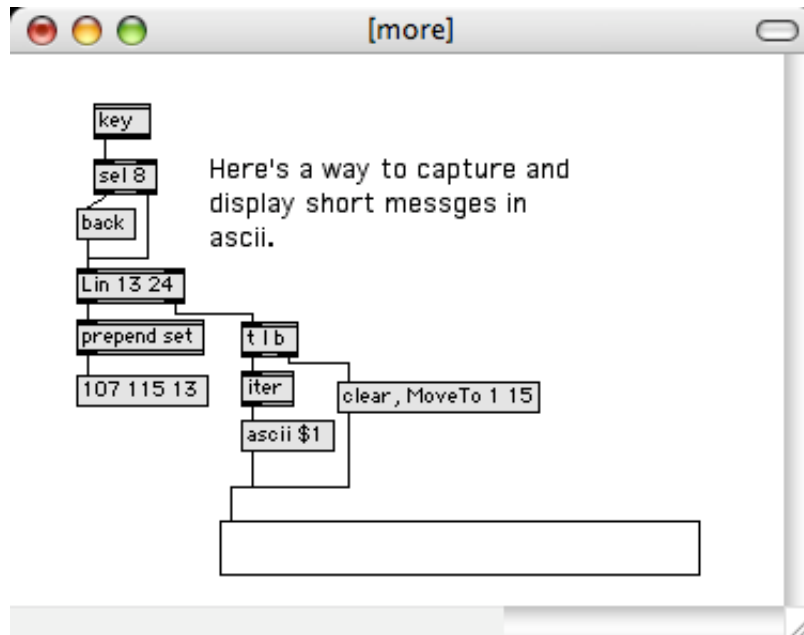 [more]
key
sel 8
Here's a way to capture and
display short messges in
ascii.
back
Lin 13 24
prepend set
t l b
107 115 13
iter
clear, MoveTo 1 15
ascii $1